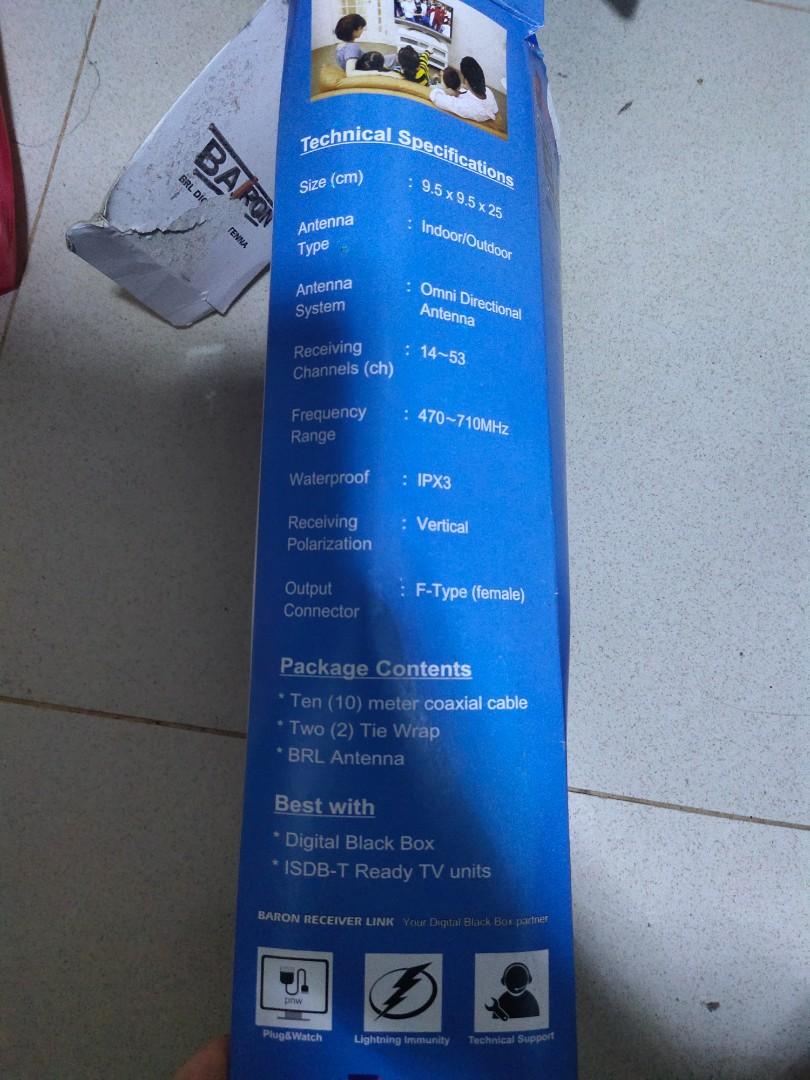 BARON
BRL
TENNA
Technical Specifications
Size (cm) : 9.5 x 9.5 x 25
Antenna : Indoor/Outdoor
Type
Antenna : Omni Directional
System Antenna
Receiving : 14~53
Channels (ch)
Frequency : 470~710MHz
Range
Waterproof : IPX3
Receiving : Vertical
Polarization
Output : F-Type (female)
Connector
Package Contents
* Ten (10) meter coaxial cable
* Two (2) Tie Wrap
* BRL Antenna
Best with
* Digital Black Box
* ISDB-T Ready TV units
BARON RECEIVER LINK Your Digital Black Box partner
pnw
Plug&Watch Lightning Immunity Technical Support